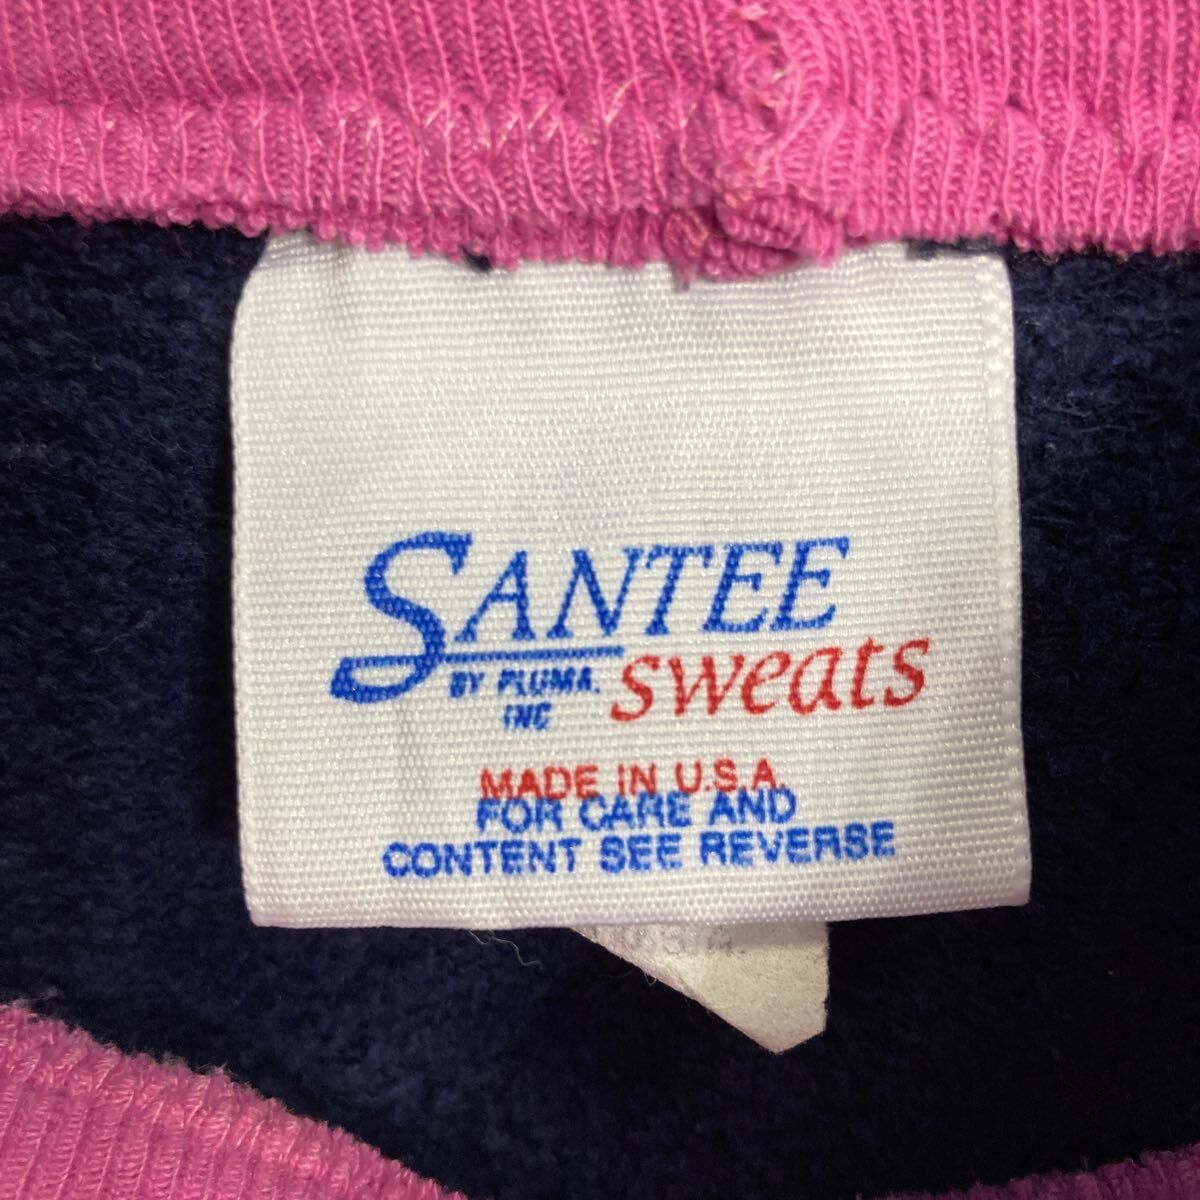 SANTEE
BY PLUMA, sweats
INC
MADE IN U.S.A.
FOR CARE AND
CONTENT SEE REVERSE